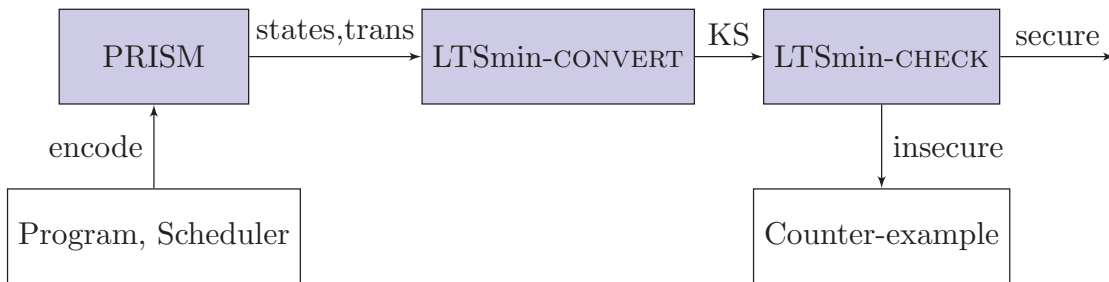 states,trans
KS
secure
PRISM
LTSmin-CONVERT
LTSmin-CHECK
encode
insecure
Program, Scheduler
Counter-example